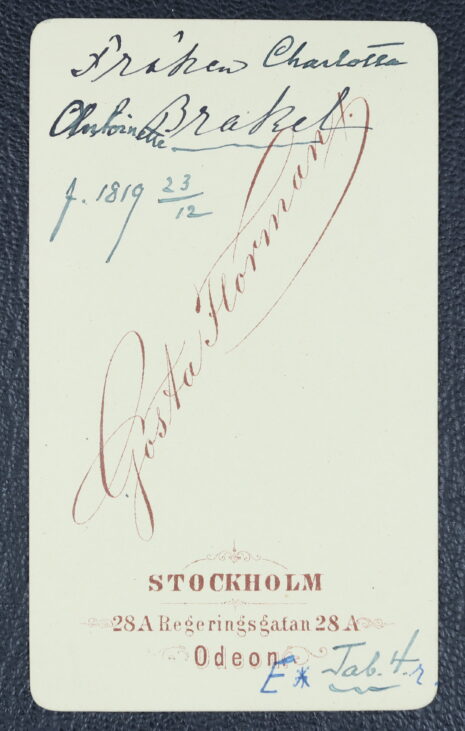 Fröken Charlotta
Antoinette Brakel
f. 1819 23/12
Gösta Florman
STOCKHOLM
28A Regeringsgatan 28A
Odeon
E* Tab. 4. r.